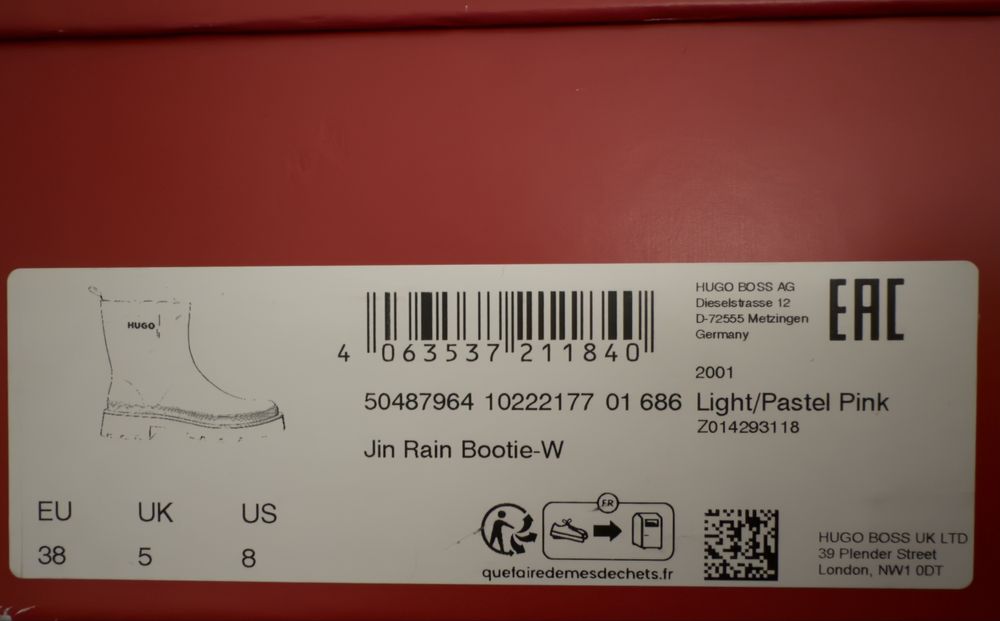 HUGO
4 063537 211840
HUGO BOSS AG
Dieselstrasse 12
D-72555 Metzingen
Germany
EAC
2001
50487964 10222177 01 686 Light/Pastel Pink
Z014293118
Jin Rain Bootie-W
EU UK US
38 5 8
FR
quefairedemesdechets.fr
HUGO BOSS UK LTD
39 Plender Street
London, NW1 0DT